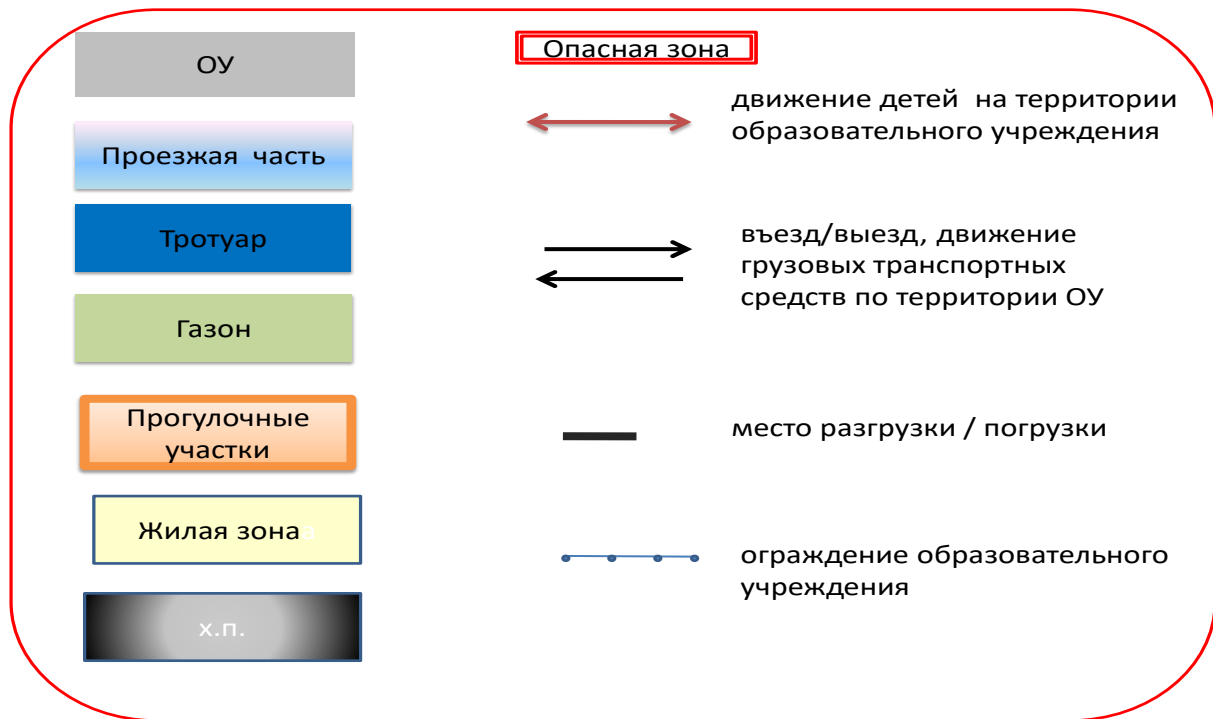 ОУ
Проезжая часть
Тротуар
Газон
Прогулочные
участки
Жилая зонаа
х.п.
Опасная зона
движение детей на территории
образовательного учреждения
въезд/выезд, движение
грузовых транспортных
средств по территории ОУ
место разгрузки / погрузки
ограждение образовательного
учреждения